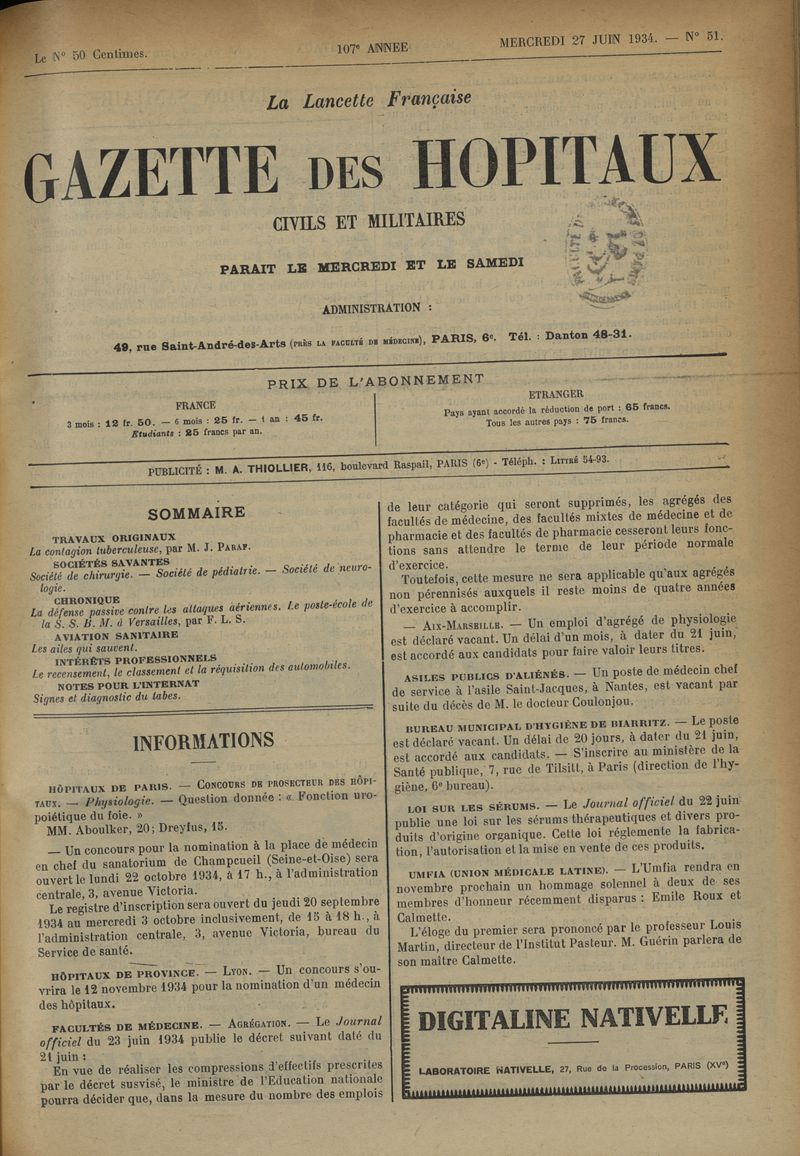 Le N° 50 Centimes.
107e ANNEE
MERCREDI 27 JUIN 1934. — N° 51.
La Lancette Française
GAZETTE DES HOPITAUX
CIVILS ET MILITAIRES
PARAIT LE MERCREDI ET LE SAMEDI
ADMINISTRATION :
49, rue Saint-André-des-Arts (PRÈS LA FACULTÉ DE MÉDECINE), PARIS, 6e. Tél. : Danton 48-31.
PRIX DE L'ABONNEMENT
FRANCE
3 mois : 12 fr. 50. — 6 mois : 25 fr. — 1 an : 45 fr.
Etudiants : 25 francs par an.
ETRANGER
Pays ayant accordé la réduction de port : 65 francs.
Tous les autres pays : 75 francs.
PUBLICITÉ : M. A. THIOLLIER, 116, boulevard Raspail, PARIS (6e) - Téléph. : LITTRÉ 54-93.
SOMMAIRE
TRAVAUX ORIGINAUX
La contagion tuberculeuse, par M. J. PARAF.
SOCIÉTÉS SAVANTES
Société de chirurgie. — Société de pédiatrie. — Société de neuro-
logie.
CHRONIQUE
La défense passive contre les attaques aériennes. Le poste-école de
la S. S. B. M. à Versailles, par F. L. S.
AVIATION SANITAIRE
Les ailes qui sauvent.
INTÉRÊTS PROFESSIONNELS
Le recensement, le classement et la réquisition des automobiles.
NOTES POUR L'INTERNAT
Signes et diagnostic du tabes.
INFORMATIONS
HÔPITAUX DE PARIS. — CONCOURS DE PROSECTEUR DES HÔPI-
TAUX. — Physiologie. — Question donnée : « Fonction uro-
poiétique du foie. »
MM. Aboulker, 20; Dreyfus, 15.
— Un concours pour la nomination à la place de médecin
en chef du sanatorium de Champcueil (Seine-et-Oise) sera
ouvert le lundi 22 octobre 1934, à 17 h., à l'administration
centrale, 3, avenue Victoria.
Le registre d'inscription sera ouvert du jeudi 20 septembre
1934 au mercredi 3 octobre inclusivement, de 15 à 18 h., à
l'administration centrale, 3, avenue Victoria, bureau du
Service de santé.
HÔPITAUX DE PROVINCE. — LYON. — Un concours s'ou-
vrira le 12 novembre 1934 pour la nomination d'un médecin
des hôpitaux.
FACULTÉS DE MÉDECINE. — AGRÉGATION. — Le Journal
officiel du 23 juin 1934 publie le décret suivant daté du
21 juin :
En vue de réaliser les compressions d'effectifs prescrites
par le décret susvisé, le ministre de l'Education nationale
pourra décider que, dans la mesure du nombre des emplois
de leur catégorie qui seront supprimés, les agrégés des
facultés de médecine, des facultés mixtes de médecine et de
pharmacie et des facultés de pharmacie cesseront leurs fonc-
tions sans attendre le terme de leur période normale
d'exercice.
Toutefois, cette mesure ne sera applicable qu'aux agrégés
non pérennisés auxquels il reste moins de quatre années
d'exercice à accomplir.
— AIX-MARSEILLE. — Un emploi d'agrégé de physiologie
est déclaré vacant. Un délai d'un mois, à dater du 21 juin,
est accordé aux candidats pour faire valoir leurs titres.
ASILES PUBLICS D'ALIÉNÉS. — Un poste de médecin chef
de service à l'asile Saint-Jacques, à Nantes, est vacant par
suite du décès de M. le docteur Coulonjou.
BUREAU MUNICIPAL D'HYGIÈNE DE BIARRITZ. — Le poste
est déclaré vacant. Un délai de 20 jours, à dater du 21 juin,
est accordé aux candidats. — S'inscrire au ministère de la
Santé publique, 7, rue de Tilsitt, à Paris (direction de l'hy-
giène, 6e bureau).
LOI SUR LES SÉRUMS. — Le Journal officiel du 22 juin
publie une loi sur les sérums thérapeutiques et divers pro-
duits d'origine organique. Cette loi réglemente la fabrica-
tion, l'autorisation et la mise en vente de ces produits.
UMFIA (UNION MÉDICALE LATINE). — L'Umfia rendra en
novembre prochain un hommage solennel à deux de ses
membres d'honneur récemment disparus : Emile Roux et
Calmette.
L'éloge du premier sera prononcé par le professeur Louis
Martin, directeur de l'Institut Pasteur. M. Guérin parlera de
son maître Calmette.
DIGITALINE NATIVELLE
LABORATOIRE NATIVELLE, 27, Rue de la Procession, PARIS (XVe)